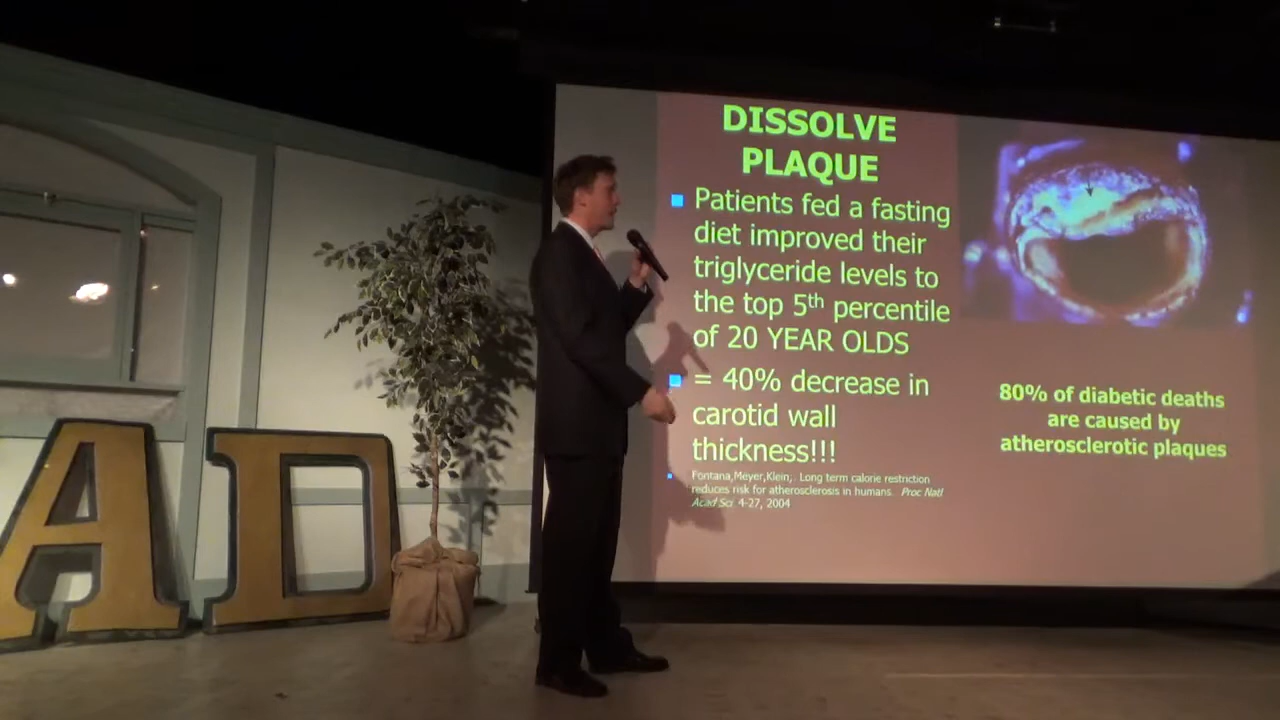 DISSOLVE
PLAQUE
Patients fed a fasting
diet improved their
triglyceride levels to
the top 5th percentile
of 20 YEAR OLDS
= 40% decrease in
carotid wall
thickness!!!
Fontana,Meyer,Klein;. Long term calorie restriction
reduces risk for atherosclerosis in humans. Proc Natl
Acad Sci 4-27, 2004
80% of diabetic deaths
are caused by
atherosclerotic plaques
AD